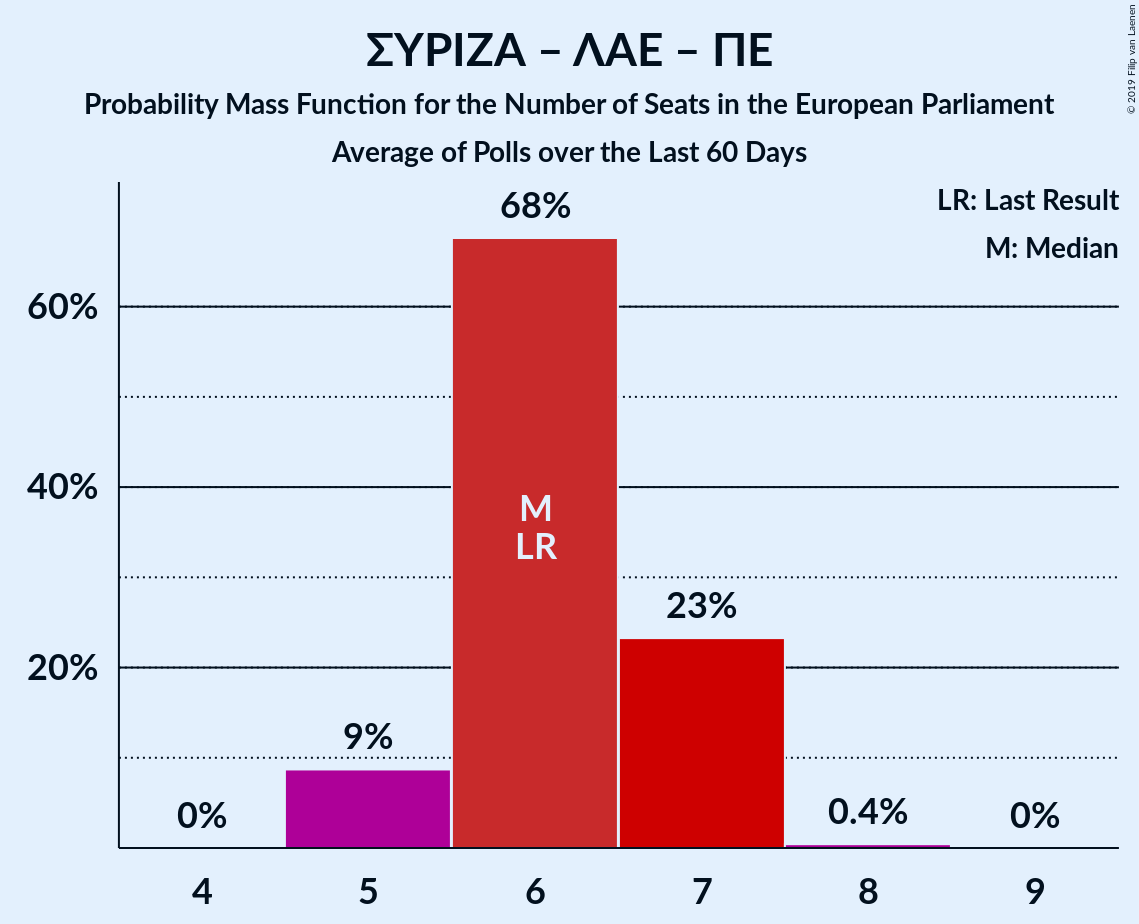 ΣΥΡΙΖΑ – ΛΑΕ – ΠΕ
Probability Mass Function for the Number of Seats in the European Parliament
Average of Polls over the Last 60 Days
© 2019 Filip van Laenen
LR: Last Result
M: Median
68%
60%
40%
M
LR
23%
20%
9%
0%
0.4%
0%
4 5 6 7 8 9